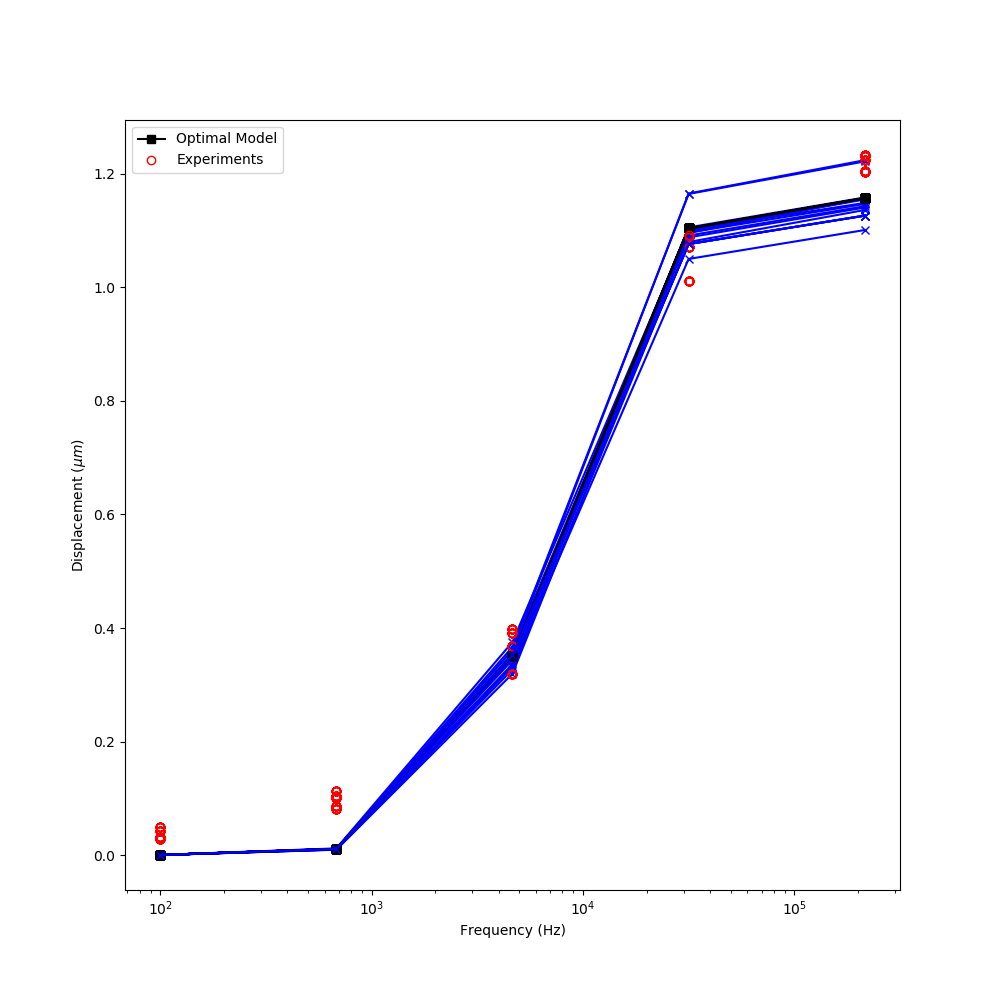 Optimal Model
Experiments
1.2
1.0
0.8
0.6
0.4
0.2
0.0
Displacement (μm)
10² 10³ 10⁴ 10⁵
Frequency (Hz)